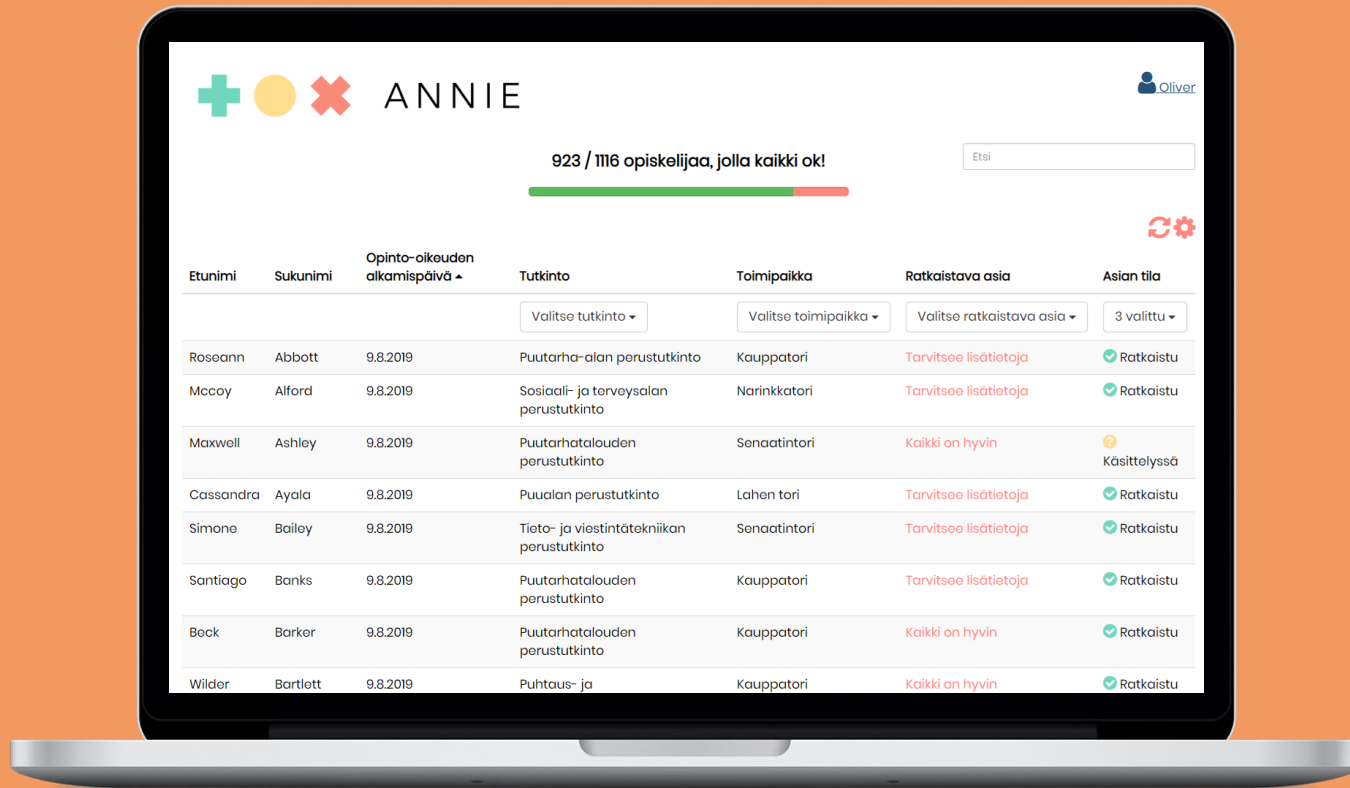 ANNIE
Oliver
923 / 1116 opiskelijaa, jolla kaikki ok!
Etsi
Etunimi Sukunimi Opinto-oikeuden alkamispäivä Tutkinto Toimipaikka Ratkaistava asia Asian tila
Valitse tutkinto Valitse toimipaikka Valitse ratkaistava asia 3 valittu
Roseann Abbott 9.8.2019 Puutarha-alan perustutkinto Kauppatori Tarvitsee lisätietoja Ratkaistu
Mccoy Alford 9.8.2019 Sosiaali- ja terveysalan perustutkinto Narinkkatori Tarvitsee lisätietoja Ratkaistu
Maxwell Ashley 9.8.2019 Puutarhatalouden perustutkinto Senaatintori Kaikki on hyvin Käsittelyssä
Cassandra Ayala 9.8.2019 Puualan perustutkinto Lahen tori Tarvitsee lisätietoja Ratkaistu
Simone Bailey 9.8.2019 Tieto- ja viestintätekniikan perustutkinto Senaatintori Tarvitsee lisätietoja Ratkaistu
Santiago Banks 9.8.2019 Puutarhatalouden perustutkinto Kauppatori Tarvitsee lisätietoja Ratkaistu
Beck Barker 9.8.2019 Puutarhatalouden perustutkinto Kauppatori Kaikki on hyvin Ratkaistu
Wilder Bartlett 9.8.2019 Puhtaus- ja Kauppatori Kaikki on hyvin Ratkaistu